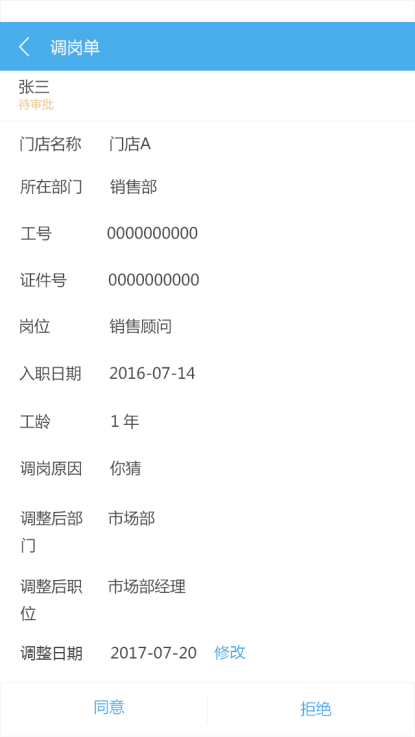 调岗单
张三
待审批
门店名称 门店A
所在部门 销售部
工号 0000000000
证件号 0000000000
岗位 销售顾问
入职日期 2016-07-14
工龄 1 年
调岗原因 你猜
调整后部 市场部
门
调整后职 市场部经理
位
调整日期 2017-07-20 修改
同意 拒绝